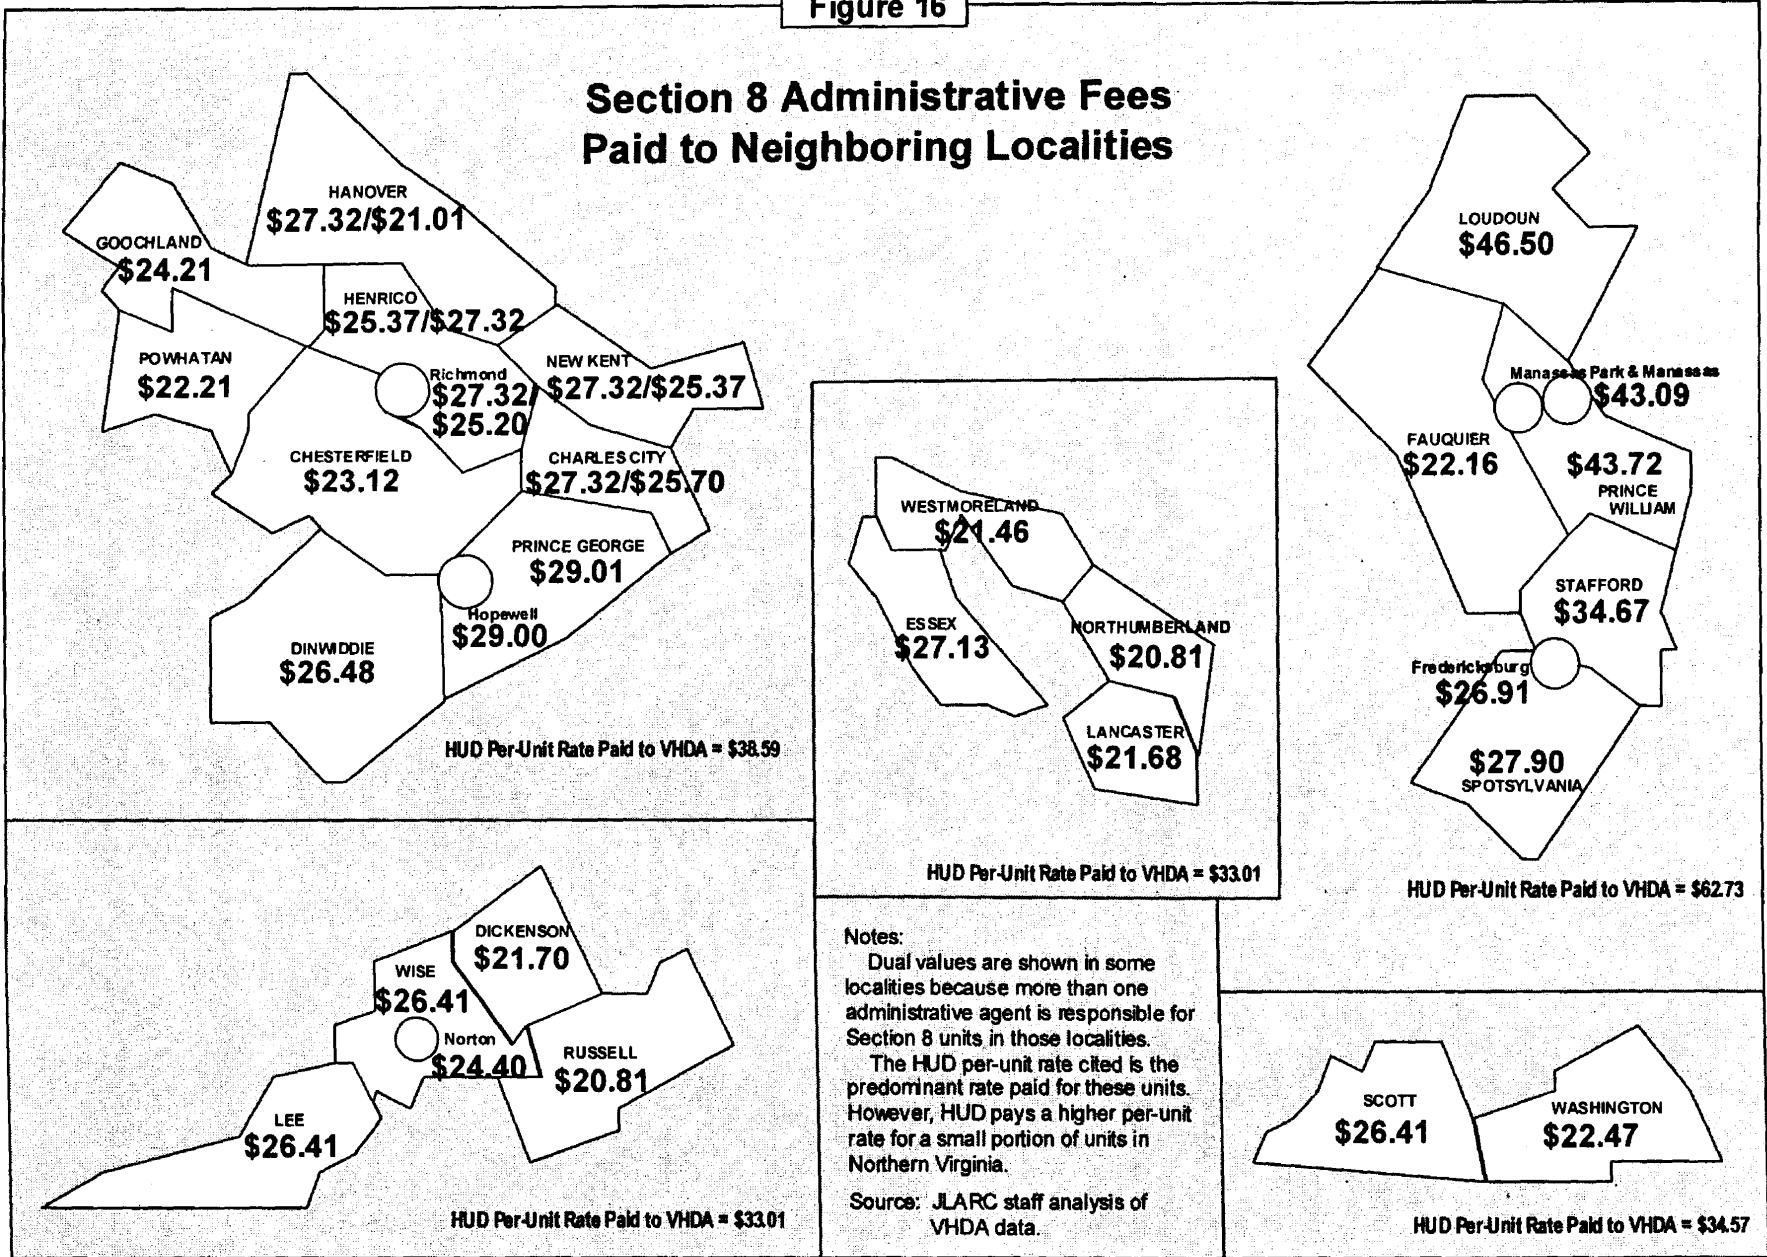 Figure 16
Section 8 Administrative Fees
Paid to Neighboring Localities
HANOVER
$27.32/$21.01
GOOCHLAND
$24.21
HENRICO
$25.37/$27.32
POWHATAN
$22.21
Richmond
$27.32/
$25.20
NEW KENT
$27.32/$25.37
CHESTERFIELD
$23.12
CHARLES CITY
$27.32/$25.70
PRINCE GEORGE
$29.01
Hopewell
$29.00
DINWIDDIE
$26.48
HUD Per-Unit Rate Paid to VHDA = $38.59
WESTMORELAND
$21.46
ESSEX
$27.13
NORTHUMBERLAND
$20.81
LANCASTER
$21.68
HUD Per-Unit Rate Paid to VHDA = $33.01
LOUDOUN
$46.50
Manassas Park & Manassas
$43.09
FAUQUIER
$22.16
$43.72
PRINCE
WILLIAM
STAFFORD
$34.67
Fredericksburg
$26.91
$27.90
SPOTSYLVANIA
HUD Per-Unit Rate Paid to VHDA = $62.73
DICKENSON
$21.70
WISE
$26.41
Norton
$24.40
RUSSELL
$20.81
LEE
$26.41
HUD Per-Unit Rate Paid to VHDA = $33.01
Notes:
Dual values are shown in some
localities because more than one
administrative agent is responsible for
Section 8 units in those localities.
The HUD per-unit rate cited is the
predominant rate paid for these units.
However, HUD pays a higher per-unit
rate for a small portion of units in
Northern Virginia.
Source: JLARC staff analysis of
VHDA data.
SCOTT
$26.41
WASHINGTON
$22.47
HUD Per-Unit Rate Paid to VHDA = $34.57